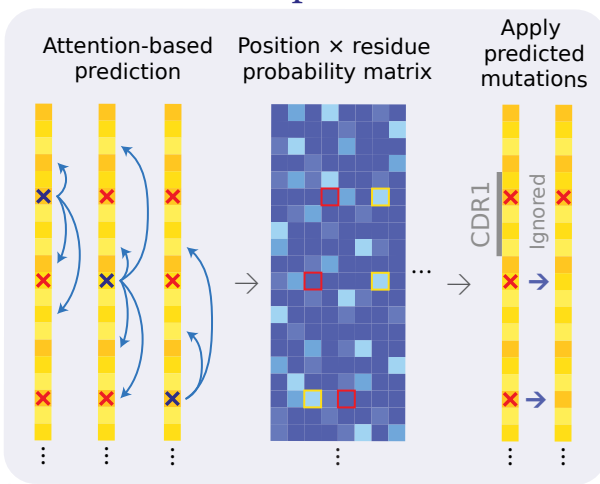 Attention-based
prediction
Position × residue
probability matrix
Apply
predicted
mutations
CDR1
Ignored